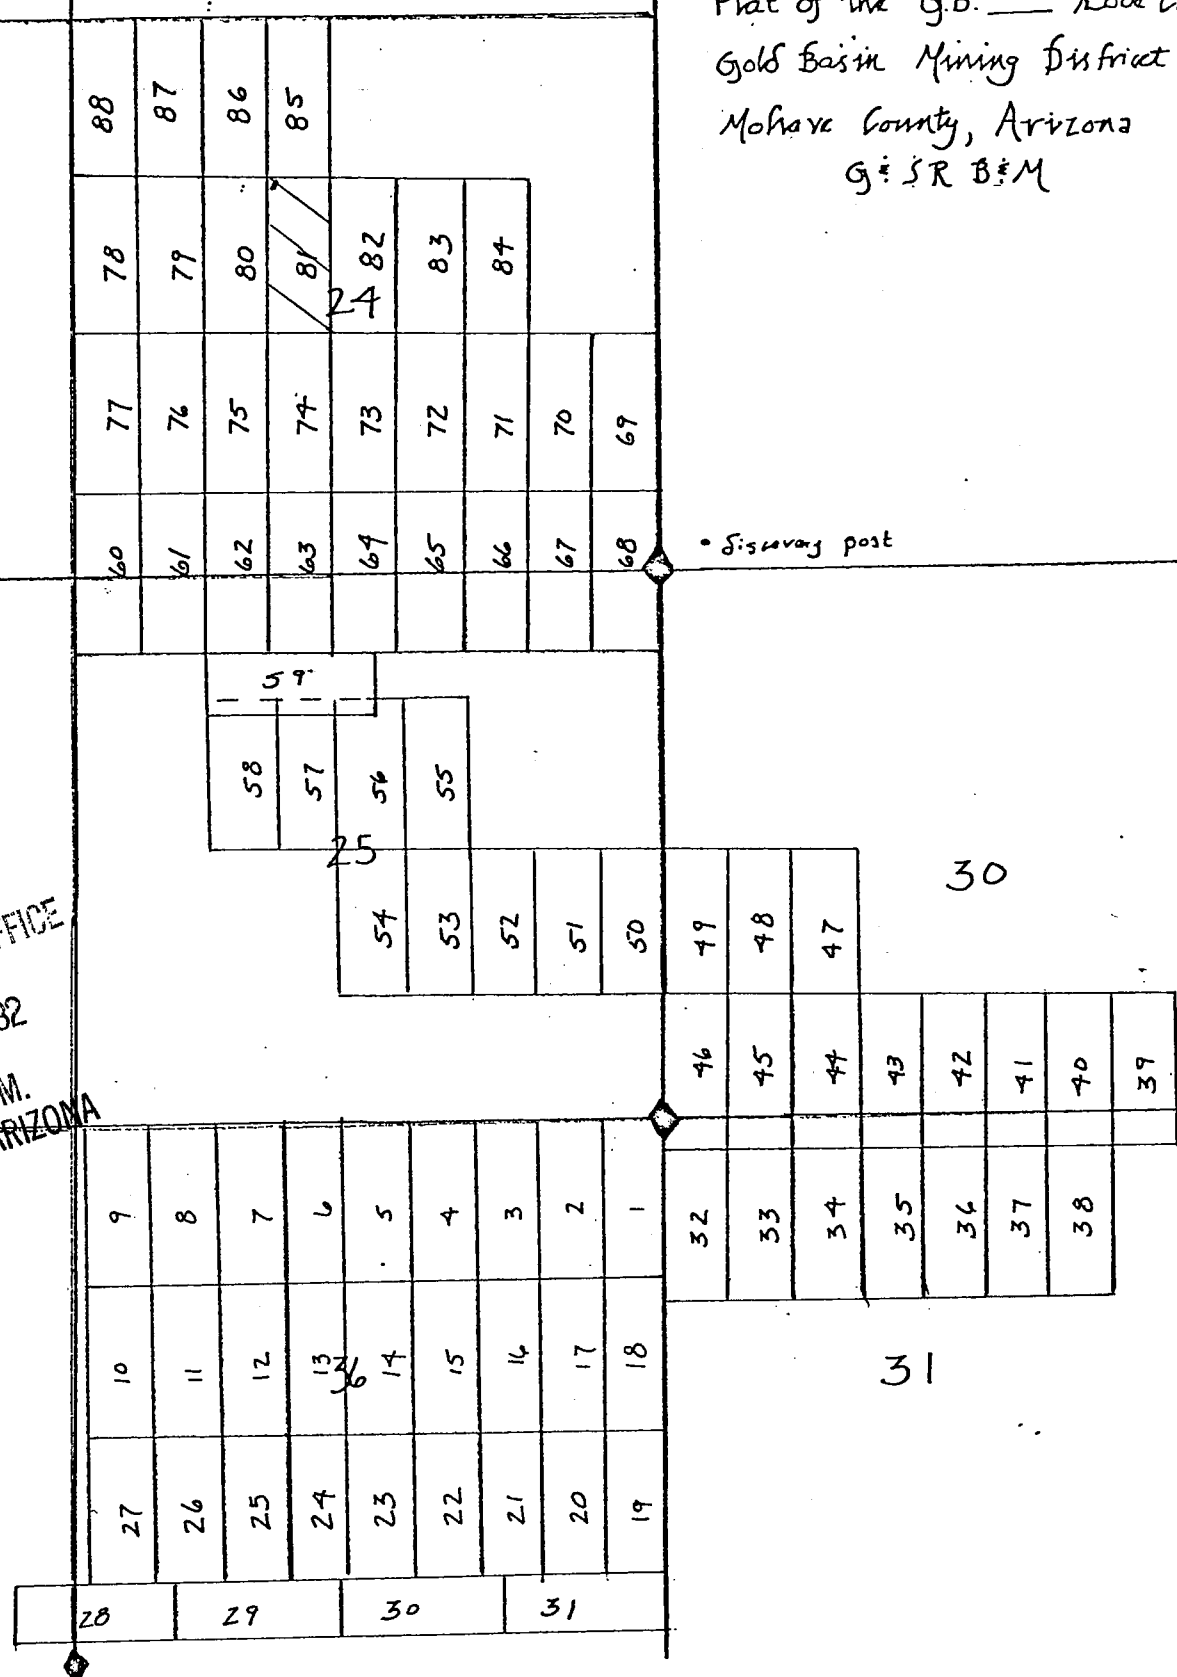 Plat of the G.B. ___
Gold Basin Mining District
Mohave County, Arizona
G & S R B & M
88 87 86 85
78 79 80 81 82 83 84
24
77 76 75 74 73 72 71 70 69
60 61 62 63 64 65 66 67 68
• discovery post
59
58 57 56 55
25
30
54 53 52 51 50 49 48 47
46 45 44 43 42 41 40 39
ARIZONA
9 8 7 6 5 4 3 2 1
32 33 34 35 36 37 38
10 11 12 13 14 15 16 17 18
36
31
27 26 25 24 23 22 21 20 19
28 29 30 31